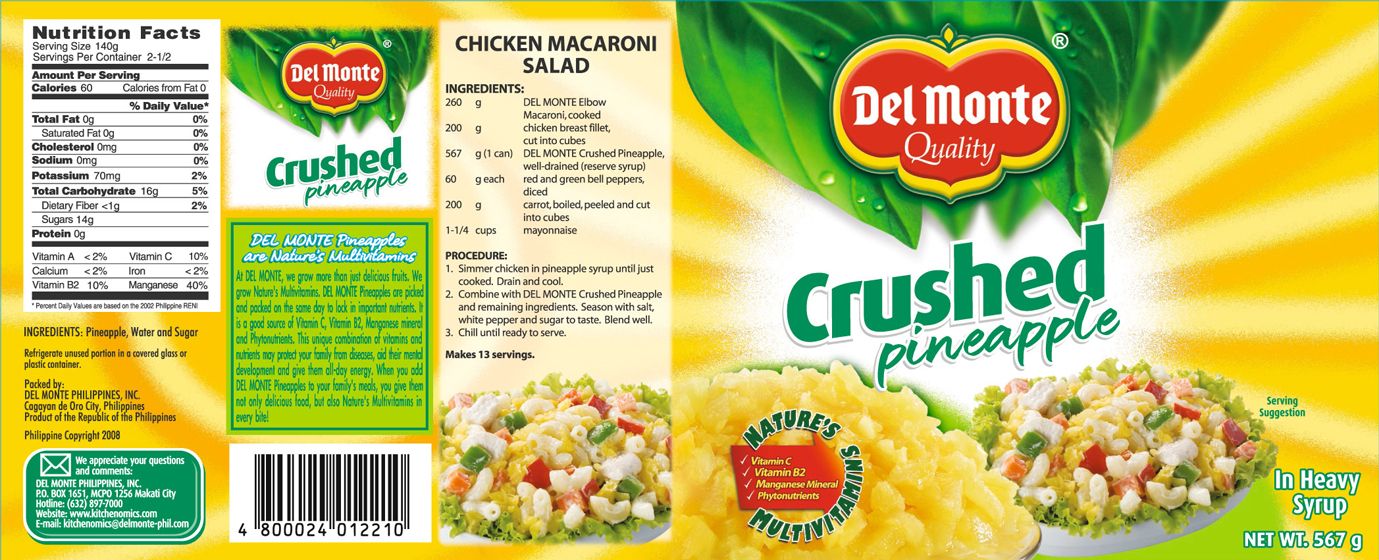 Nutrition Facts
Serving Size 140g
Servings Per Container 2-1/2
Amount Per Serving
Calories 60 Calories from Fat 0
% Daily Value*
Total Fat 0g 0%
Saturated Fat 0g 0%
Cholesterol 0mg 0%
Sodium 0mg 0%
Potassium 70mg 2%
Total Carbohydrate 16g 5%
Dietary Fiber <1g 2%
Sugars 14g
Protein 0g
Vitamin A < 2% Vitamin C 10%
Calcium < 2% Iron < 2%
Vitamin B2 10% Manganese 40%
* Percent Daily Values are based on the 2002 Philippine RENI
INGREDIENTS: Pineapple, Water and Sugar
Refrigerate unused portion in a covered glass or
plastic container.
Packed by:
DEL MONTE PHILIPPINES, INC.
Cagayan de Oro City, Philippines
Product of the Republic of the Philippines
Philippine Copyright 2008
We appreciate your questions
and comments:
DEL MONTE PHILIPPINES, INC.
P.O. BOX 1651, MCPO 1256 Makati City
Hotline: (632) 897-7000
Website: www.kitchenomics.com
E-mail: kitchenomics@delmonte-phil.com
®
Del Monte
Quality
Crushed
pineapple
DEL MONTE Pineapples
are Nature's Multivitamins
At DEL MONTE, we grow more than just delicious fruits. We
grow Nature's Multivitamins. DEL MONTE Pineapples are picked
and packed on the same day to lock in important nutrients. It
is a good source of Vitamin C, Vitamin B2, Manganese mineral
and Phytonutrients. This unique combination of vitamins and
nutrients may protect your family from diseases, aid their mental
development and give them all-day energy. When you add
DEL MONTE Pineapples to your family's meals, you give them
not only delicious food, but also Nature's Multivitamins in
every bite!
4 800024 012210
CHICKEN MACARONI
SALAD
INGREDIENTS:
260 g DEL MONTE Elbow
Macaroni, cooked
200 g chicken breast fillet,
cut into cubes
567 g (1 can) DEL MONTE Crushed Pineapple,
well-drained (reserve syrup)
60 g each red and green bell peppers,
diced
200 g carrot, boiled, peeled and cut
into cubes
1-1/4 cups mayonnaise
PROCEDURE:
1. Simmer chicken in pineapple syrup until just
cooked. Drain and cool.
2. Combine with DEL MONTE Crushed Pineapple
and remaining ingredients. Season with salt,
white pepper and sugar to taste. Blend well.
3. Chill until ready to serve.
Makes 13 servings.
®
Del Monte
Quality
Crushed
pineapple
NATURE'S
✓ Vitamin C
✓ Vitamin B2
✓ Manganese Mineral
✓ Phytonutrients
MULTIVITAMINS
Serving
Suggestion
In Heavy
Syrup
NET WT. 567 g